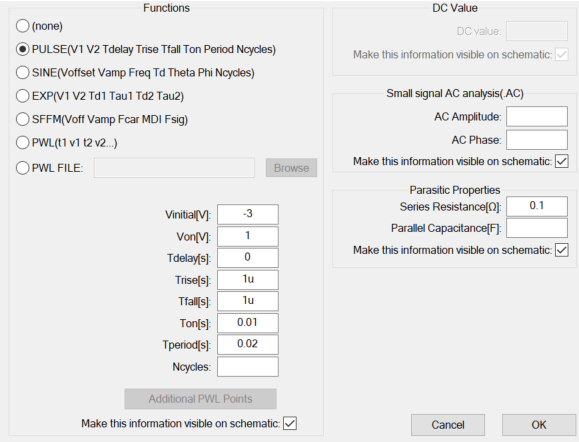 Functions
(none)
PULSE(V1 V2 Tdelay Trise Tfall Ton Period Ncycles)
SINE(Voffset Vamp Freq Td Theta Phi Ncycles)
EXP(V1 V2 Td1 Tau1 Td2 Tau2)
SFFM(Voff Vamp Fcar MDI Fsig)
PWL(t1 v1 t2 v2...)
PWL FILE: Browse
Vinitial[V]: -3
Von[V]: 1
Tdelay[s]: 0
Trise[s]: 1u
Tfall[s]: 1u
Ton[s]: 0.01
Tperiod[s]: 0.02
Ncycles:
Additional PWL Points
Make this information visible on schematic:
DC Value
DC value:
Make this information visible on schematic:
Small signal AC analysis(.AC)
AC Amplitude:
AC Phase:
Make this information visible on schematic:
Parasitic Properties
Series Resistance[Ω]: 0.1
Parallel Capacitance[F]:
Make this information visible on schematic:
Cancel OK